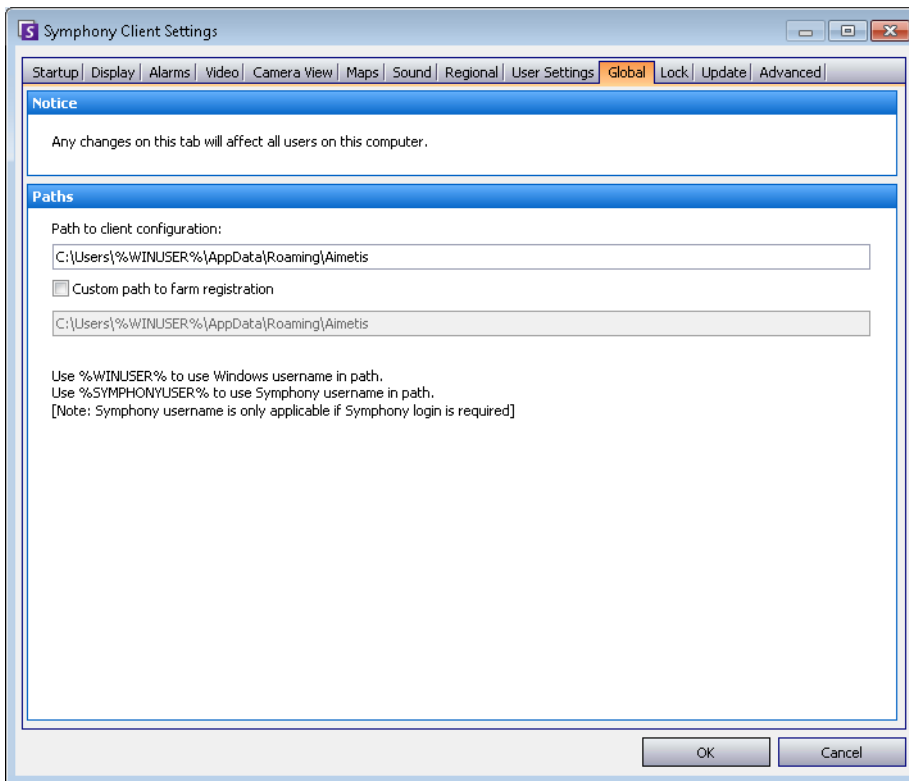 Symphony Client Settings
Startup Display Alarms Video Camera View Maps Sound Regional User Settings Global Lock Update Advanced
Notice
Any changes on this tab will affect all users on this computer.
Paths
Path to client configuration:
C:\Users\%WINUSER%\AppData\Roaming\Aimetis
Custom path to farm registration
C:\Users\%WINUSER%\AppData\Roaming\Aimetis
Use %WINUSER% to use Windows username in path.
Use %SYMPHONYUSER% to use Symphony username in path.
[Note: Symphony username is only applicable if Symphony login is required]
OK Cancel